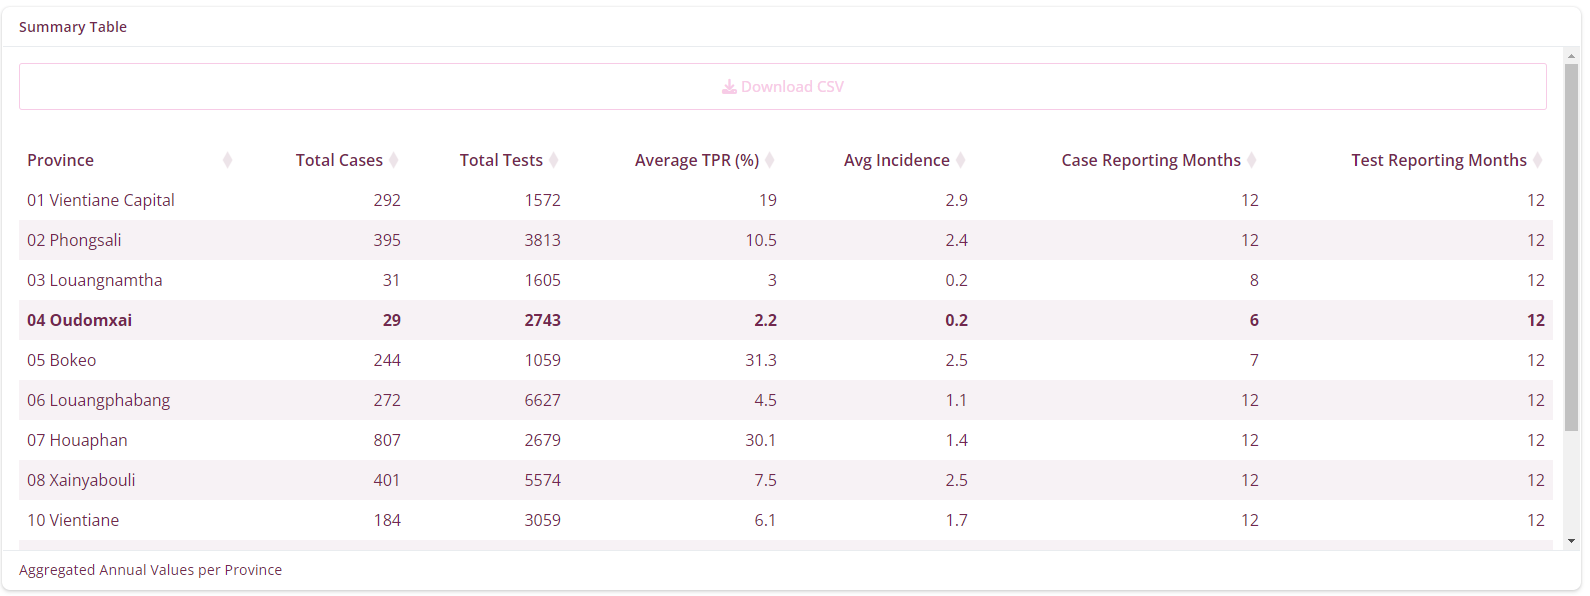 Summary Table
Download CSV
Province Total Cases Total Tests Average TPR (%) Avg Incidence Case Reporting Months Test Reporting Months
01 Vientiane Capital 292 1572 19 2.9 12 12
02 Phongsali 395 3813 10.5 2.4 12 12
03 Louangnamtha 31 1605 3 0.2 8 12
04 Oudomxai 29 2743 2.2 0.2 6 12
05 Bokeo 244 1059 31.3 2.5 7 12
06 Louangphabang 272 6627 4.5 1.1 12 12
07 Houaphan 807 2679 30.1 1.4 12 12
08 Xainyabouli 401 5574 7.5 2.5 12 12
10 Vientiane 184 3059 6.1 1.7 12 12
Aggregated Annual Values per Province